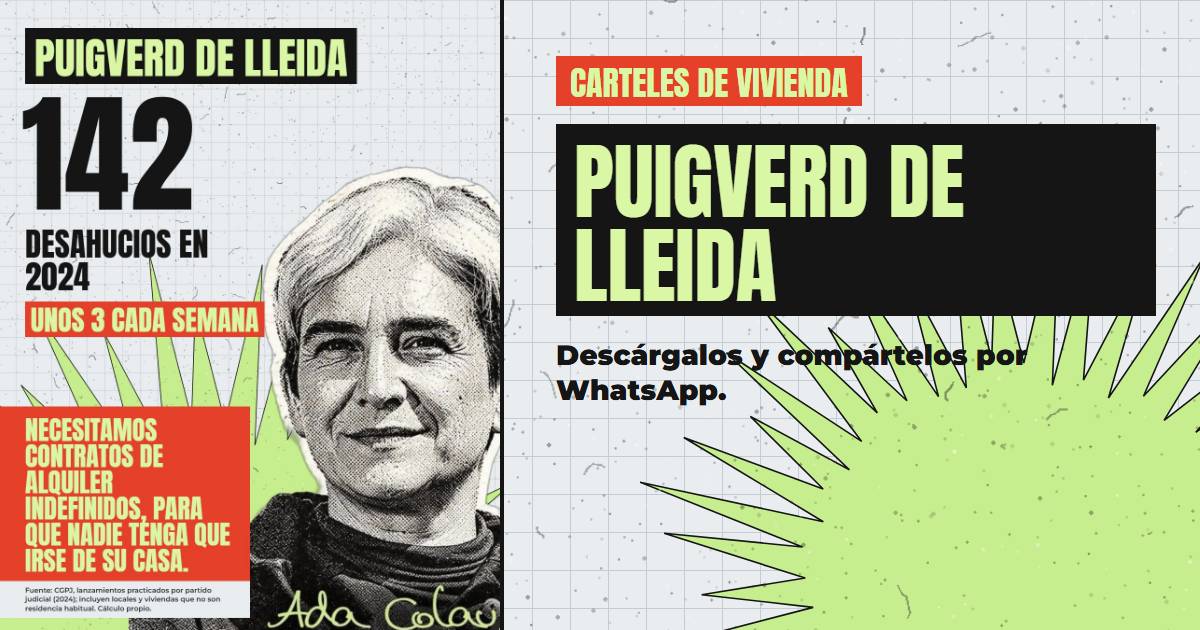 PUIGVERD DE LLEIDA
142
DESAHUCIOS EN
2024
UNOS 3 CADA SEMANA
NECESITAMOS
CONTRATOS DE
ALQUILER
INDEFINIDOS, PARA
QUE NADIE TENGA QUE
IRSE DE SU CASA.
Fuente: CGPJ, lanzamientos practicados por partido
judicial (2024); incluyen locales y viviendas que no son
residencia habitual. Cálculo propio.
Ada Colau
CARTELES DE VIVIENDA
PUIGVERD DE
LLEIDA
Descárgalos y compártelos por
WhatsApp.